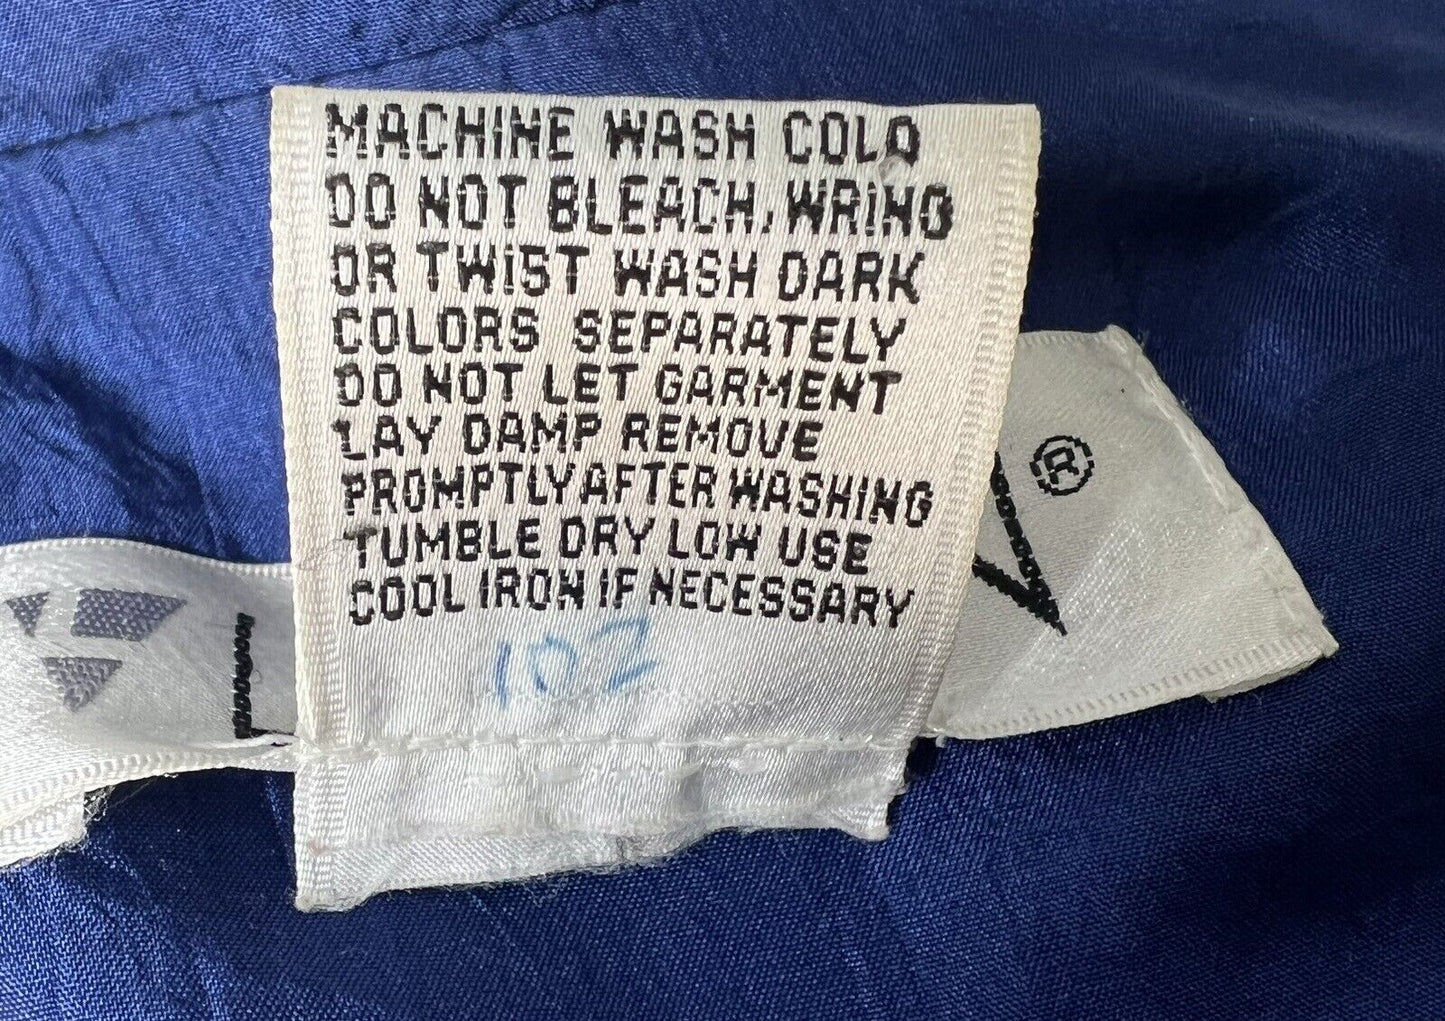 MACHINE WASH COLD
DO NOT BLEACH, WRING
OR TWIST WASH DARK
COLORS SEPARATELY
DO NOT LET GARMENT
LAY DAMP REMOVE
PROMPTLY AFTER WASHING
TUMBLE DRY LOW USE
COOL IRON IF NECESSARY
102
®